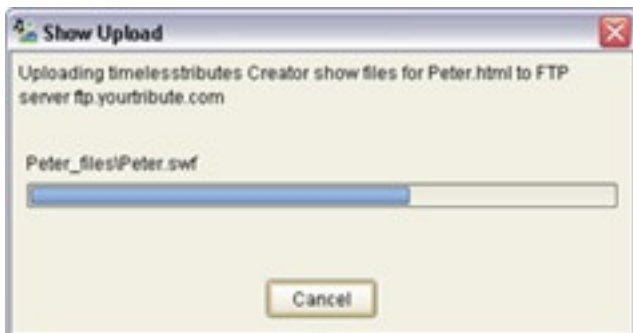 Show Upload
Uploading timelesstributes Creator show files for Peter.html to FTP
server ftp.yourtribute.com
Peter_files\Peter.swf
Cancel